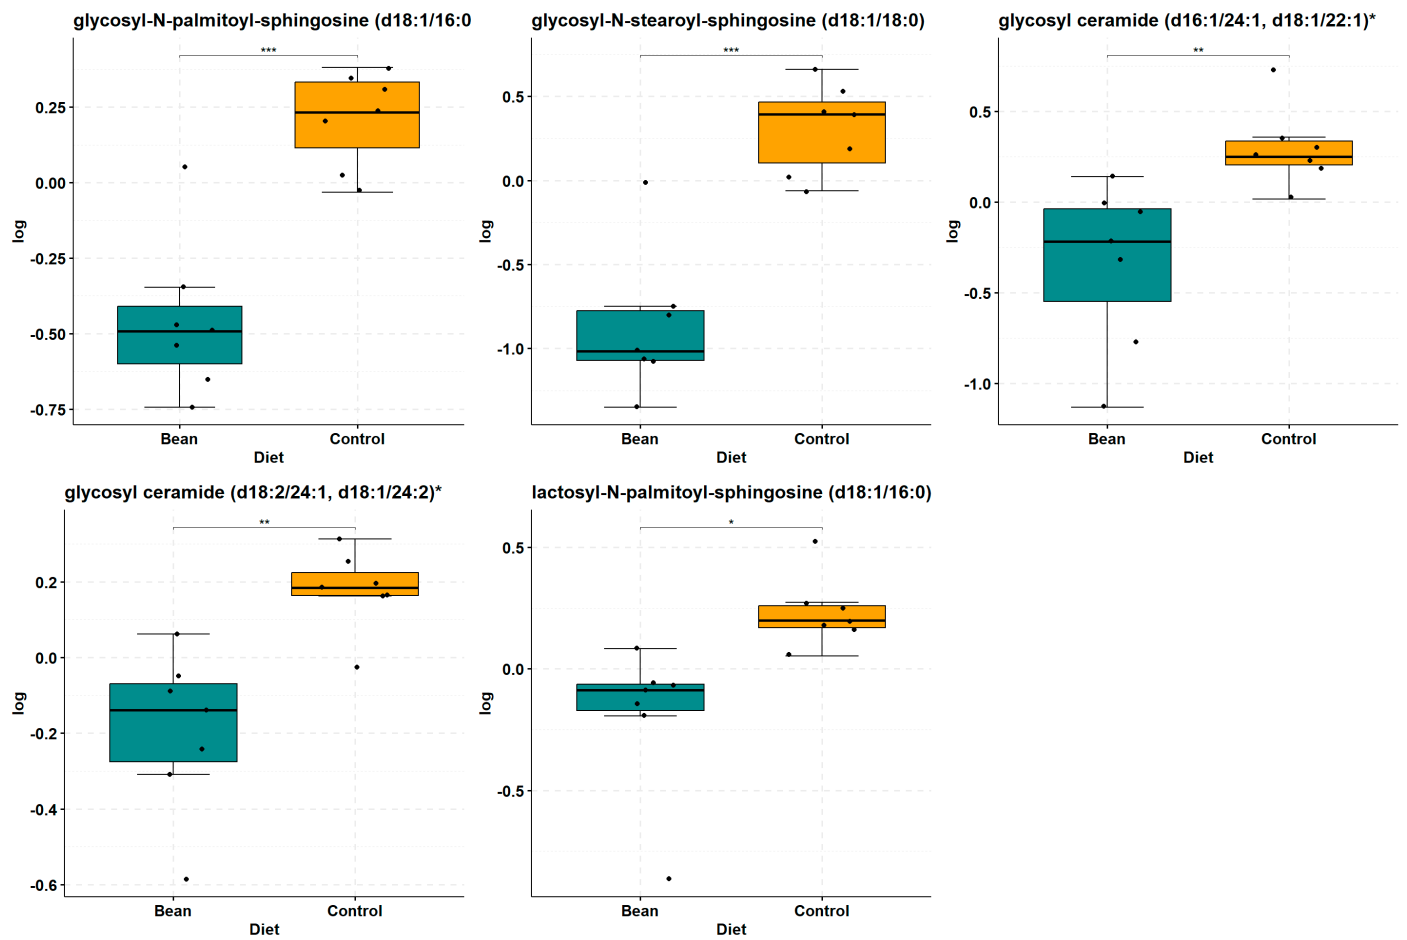 glycosyl-N-palmitoyl-sphingosine (d18:1/16:0
***
0.25
0.00
-0.25
-0.50
-0.75
log
Bean
Control
Diet
glycosyl-N-stearoyl-sphingosine (d18:1/18:0)
***
0.5
0.0
-0.5
-1.0
log
Bean
Control
Diet
glycosyl ceramide (d16:1/24:1, d18:1/22:1)*
**
0.5
0.0
-0.5
-1.0
log
Bean
Control
Diet
glycosyl ceramide (d18:2/24:1, d18:1/24:2)*
**
0.2
0.0
-0.2
-0.4
-0.6
log
Bean
Control
Diet
lactosyl-N-palmitoyl-sphingosine (d18:1/16:0)
*
0.5
0.0
-0.5
log
Bean
Control
Diet